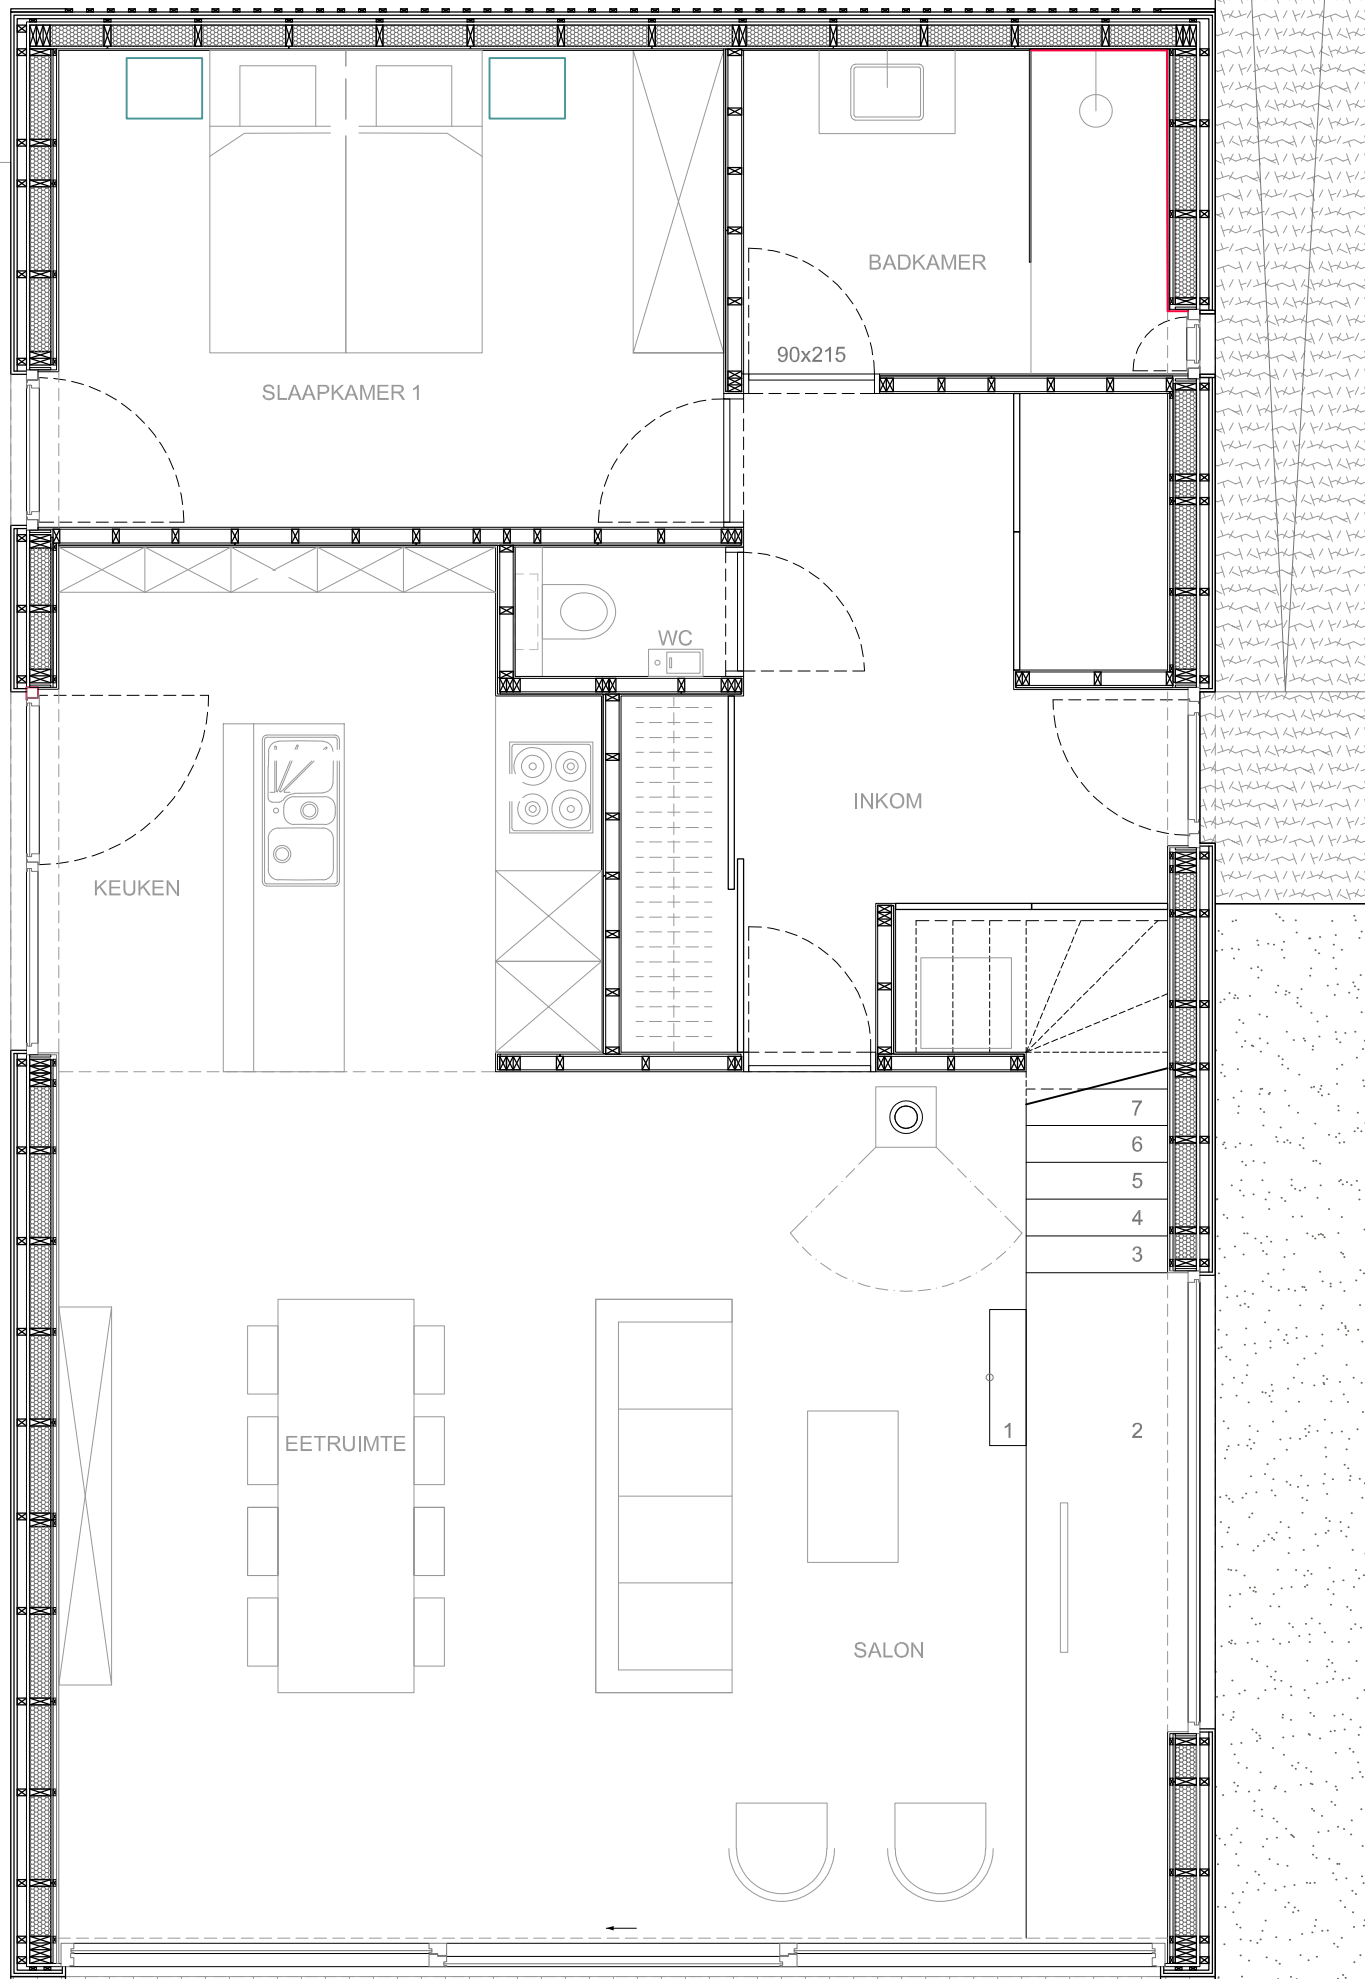 BADKAMER
90x215
SLAAPKAMER 1
WC
INKOM
KEUKEN
7
6
5
4
3
EETRUIMTE
1
2
SALON